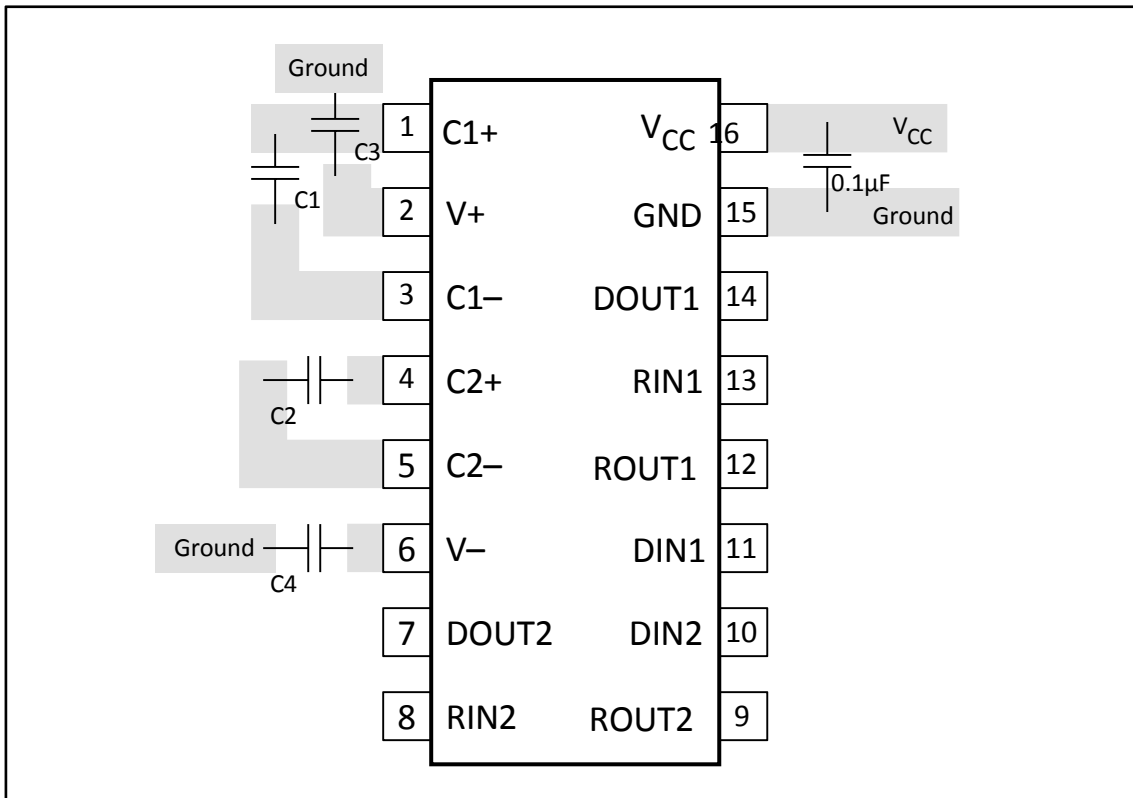 Ground
1 C1+ V_CC 16 V_CC
C3
C1 0.1µF
2 V+ GND 15 Ground
3 C1– DOUT1 14
4 C2+ RIN1 13
C2
5 C2– ROUT1 12
Ground 6 V– DIN1 11
C4
7 DOUT2 DIN2 10
8 RIN2 ROUT2 9